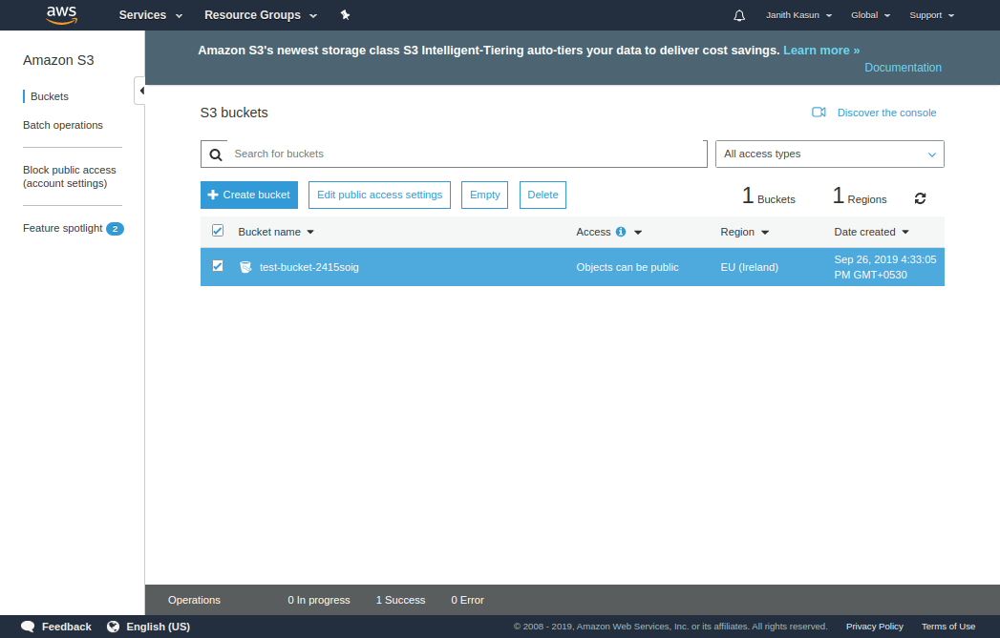 aws Services Resource Groups Janith Kasun Global Support
Amazon S3's newest storage class S3 Intelligent-Tiering auto-tiers your data to deliver cost savings. Learn more »
Documentation
Amazon S3
Buckets
Batch operations
Block public access
(account settings)
Feature spotlight 2
S3 buckets Discover the console
Search for buckets All access types
Create bucket Edit public access settings Empty Delete 1 Buckets 1 Regions
Bucket name Access Region Date created
test-bucket-2415soig Objects can be public EU (Ireland) Sep 26, 2019 4:33:05
PM GMT+0530
Operations 0 In progress 1 Success 0 Error
Feedback English (US) © 2008 - 2019, Amazon Web Services, Inc. or its affiliates. All rights reserved. Privacy Policy Terms of Use